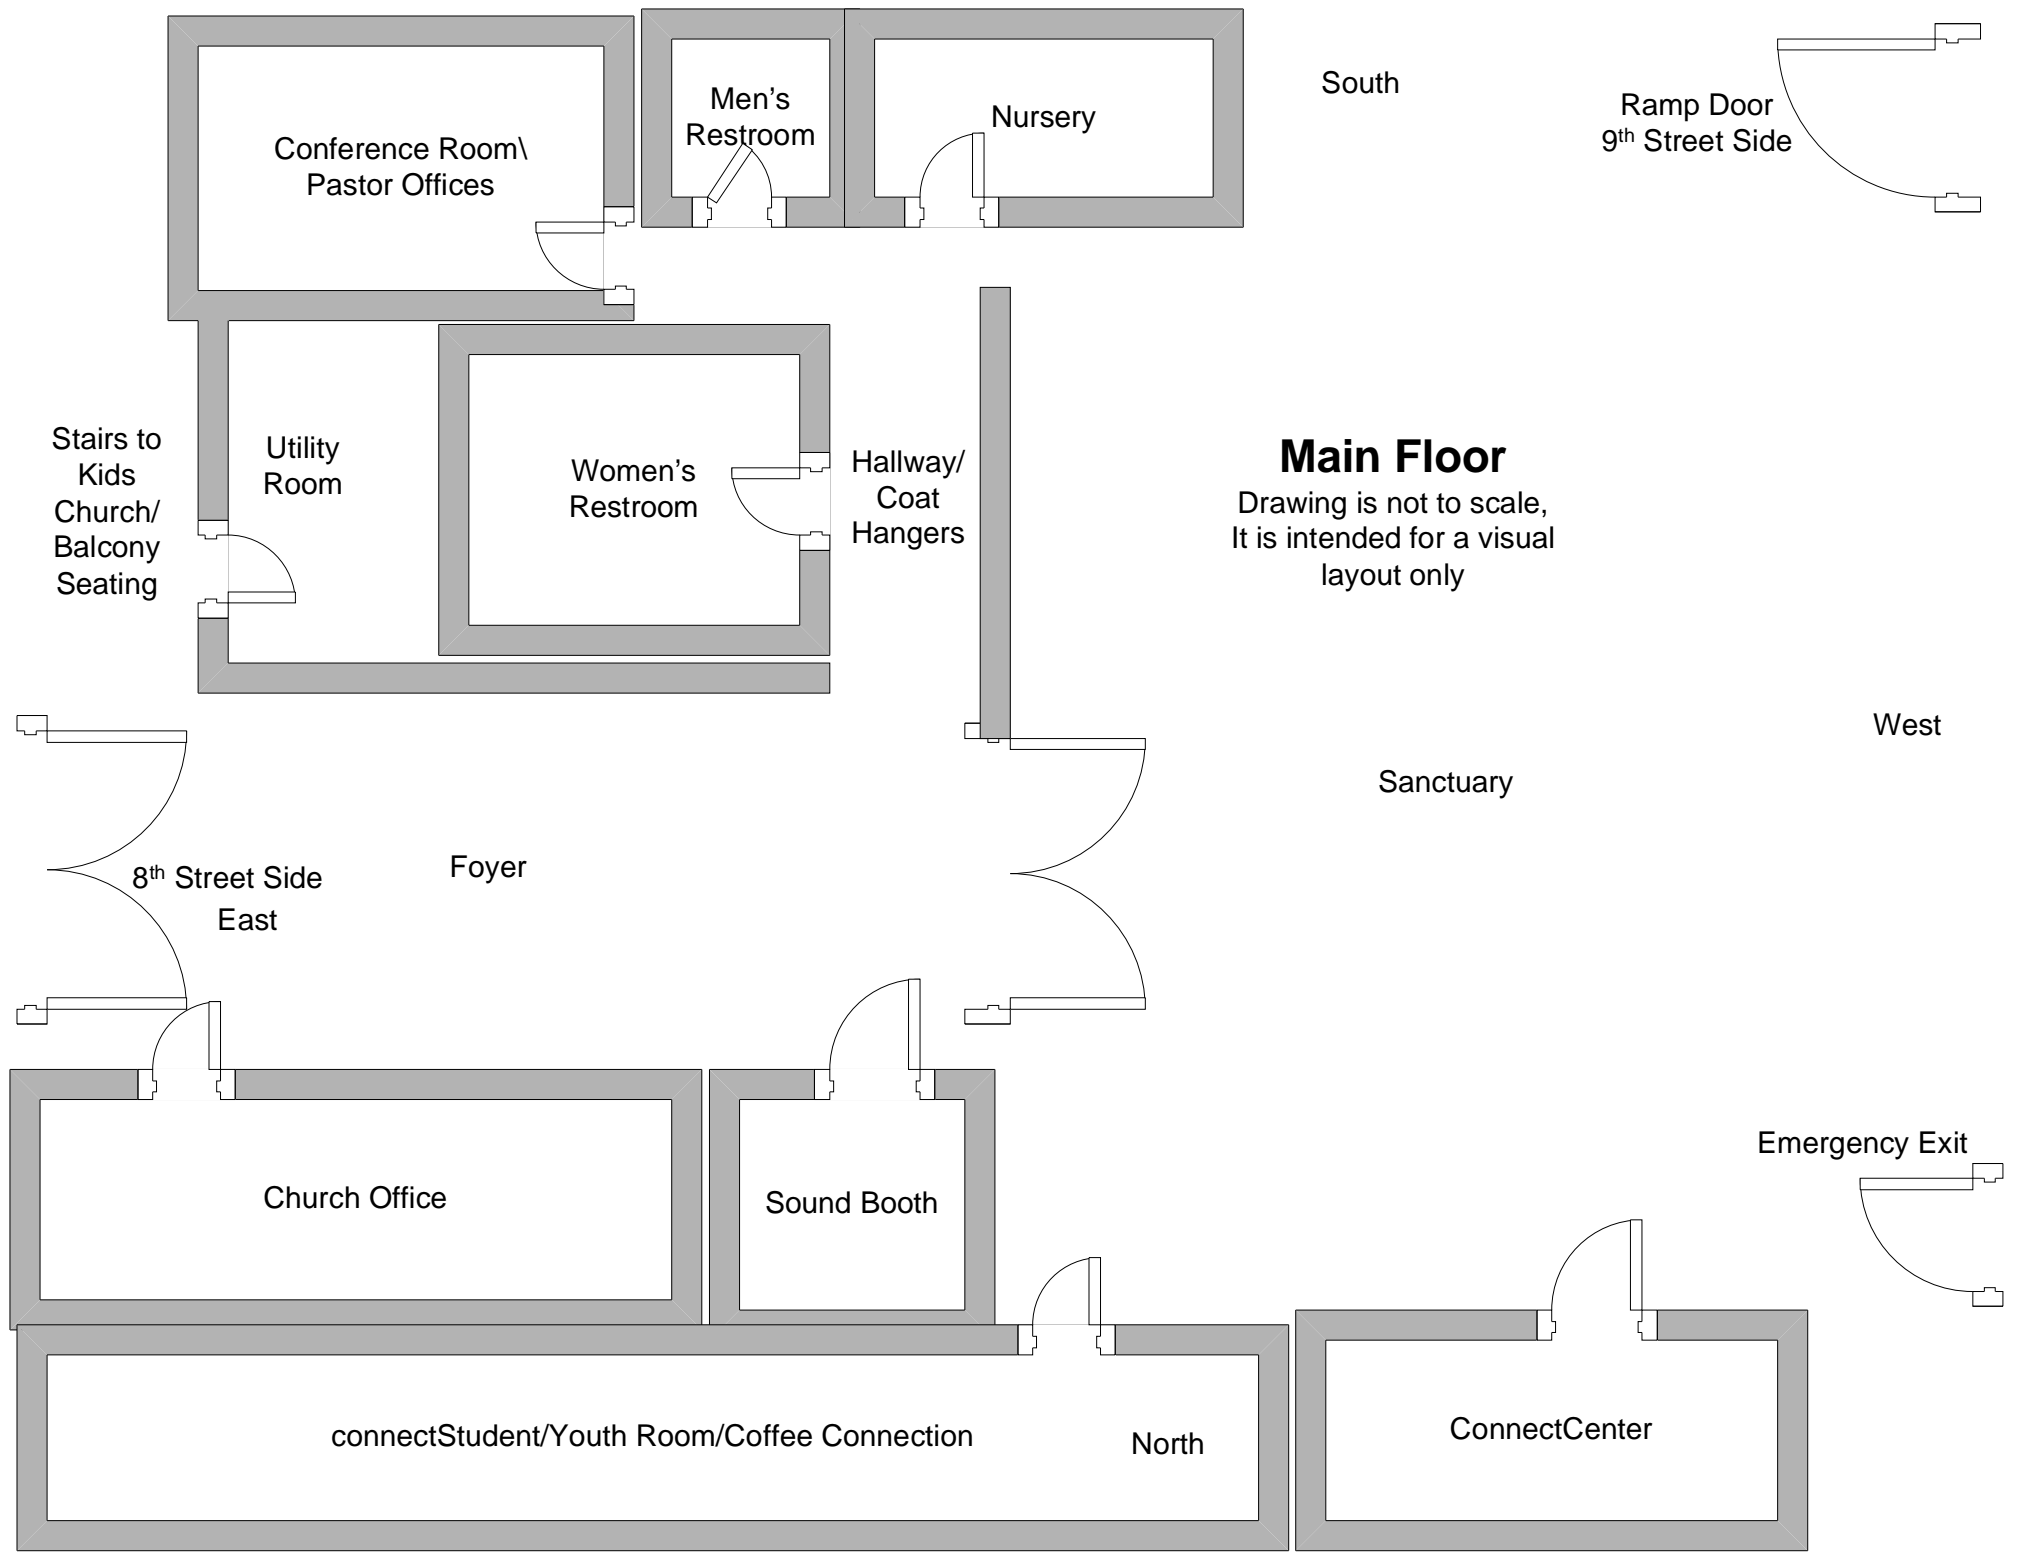 Conference Room\
Pastor Offices
Men’s
Restroom
Nursery
South
Ramp Door
9th Street Side
Stairs to
Kids
Church/
Balcony
Seating
Utility
Room
Women’s
Restroom
Hallway/
Coat
Hangers
Main Floor
Drawing is not to scale,
It is intended for a visual
layout only
West
Sanctuary
8th Street Side
East
Foyer
Emergency Exit
Church Office
Sound Booth
connectStudent/Youth Room/Coffee Connection
North
ConnectCenter